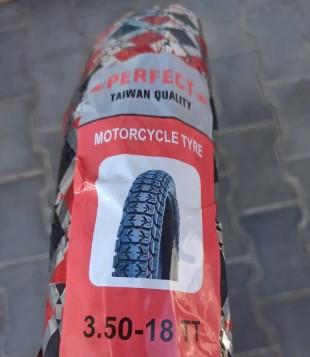 PERFECT
TAIWAN QUALITY
MOTORCYCLE TYRE
3.50-18 TT